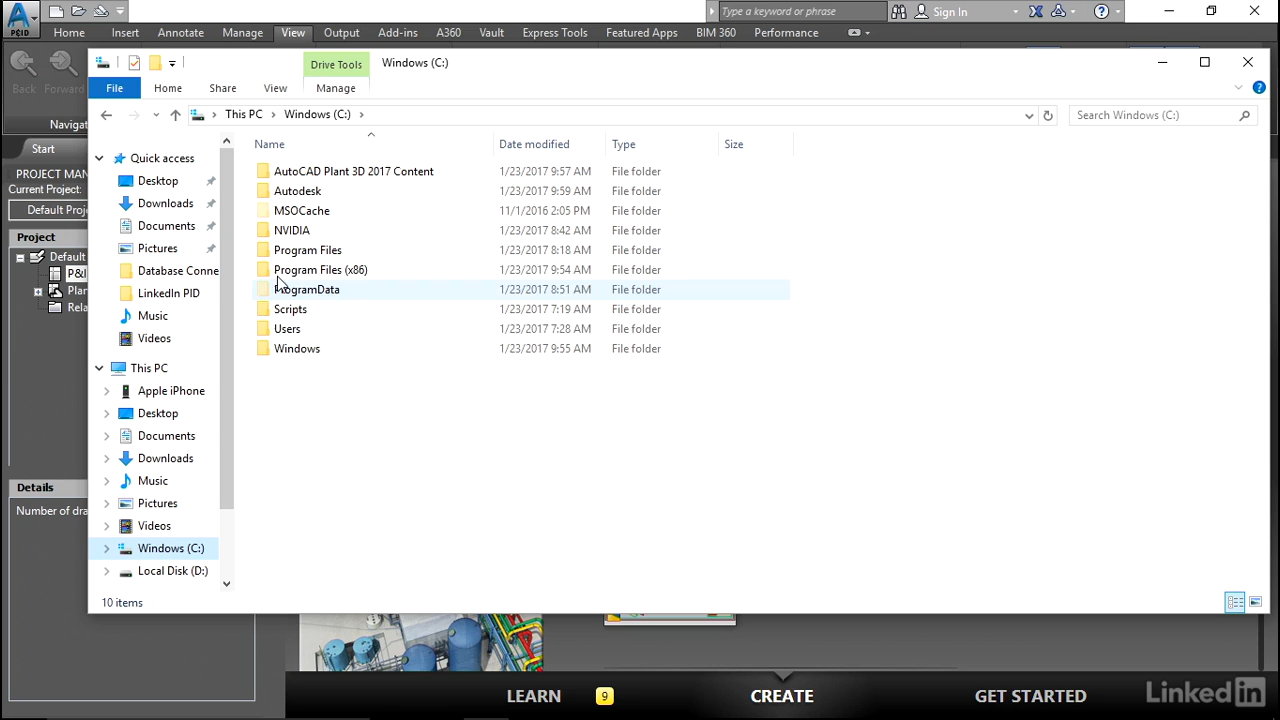 P&ID
Type a keyword or phrase
Sign In
Home
Insert
Annotate
Manage
View
Output
Add-ins
A360
Vault
Express Tools
Featured Apps
BIM 360
Performance
Back
Forward
Navigat
Start
PROJECT MAN
Current Project:
Default Proj
Project
Default
P&I
Plan
Rela
Details
Number of dra
Drive Tools
Windows (C:)
File
Home
Share
View
Manage
This PC
Windows (C:)
Search Windows (C:)
Quick access
Desktop
Downloads
Documents
Pictures
Database Conne
LinkedIn PID
Music
Videos
This PC
Apple iPhone
Desktop
Documents
Downloads
Music
Pictures
Videos
Windows (C:)
Local Disk (D:)
Name Date modified Type Size
AutoCAD Plant 3D 2017 Content 1/23/2017 9:57 AM File folder
Autodesk 1/23/2017 9:59 AM File folder
MSOCache 11/1/2016 2:05 PM File folder
NVIDIA 1/23/2017 8:42 AM File folder
Program Files 1/23/2017 8:18 AM File folder
Program Files (x86) 1/23/2017 9:54 AM File folder
ProgramData 1/23/2017 8:51 AM File folder
Scripts 1/23/2017 7:19 AM File folder
Users 1/23/2017 7:28 AM File folder
Windows 1/23/2017 9:55 AM File folder
10 items
LEARN 9 CREATE GET STARTED
LinkedIn